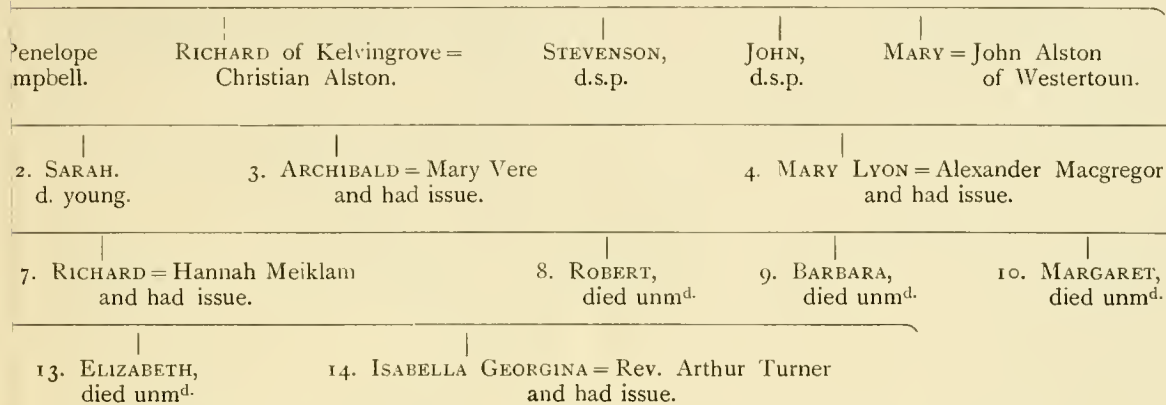 Penelope RICHARD of Kelvingrove = STEVENSON, JOHN, MARY = John Alston
mpbell. Christian Alston. d.s.p. d.s.p. of Westertoun.
2. SARAH. 3. ARCHIBALD = Mary Vere 4. MARY LYON = Alexander Macgregor
d. young. and had issue. and had issue.
7. RICHARD = Hannah Meiklam 8. ROBERT, 9. BARBARA, 10. MARGARET,
and had issue. died unmd. died unmd. died unmd.
13. ELIZABETH, 14. ISABELLA GEORGINA = Rev. Arthur Turner
died unmd. and had issue.